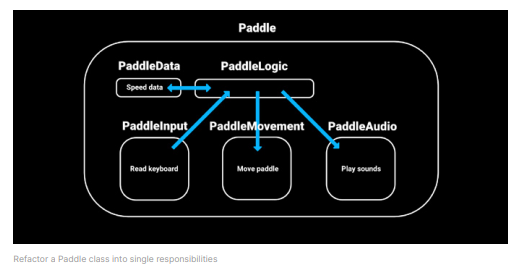 Paddle
PaddleData
PaddleLogic
Speed data
PaddleInput
PaddleMovement
PaddleAudio
Read keyboard
Move paddle
Play sounds
Refactor a Paddle class into single responsibilities